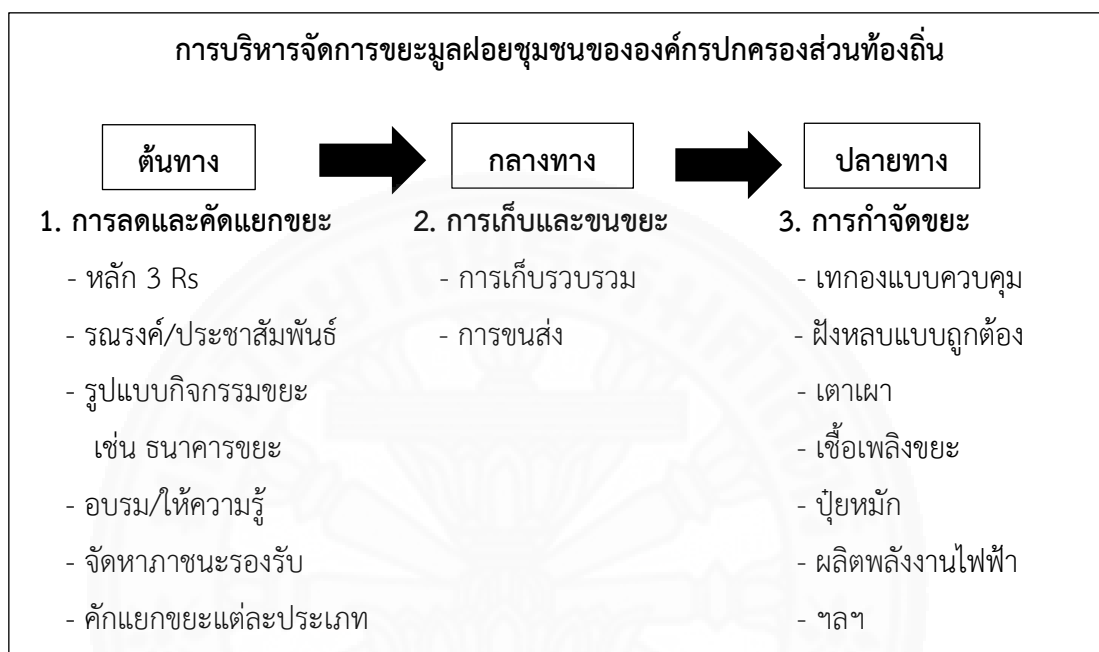 การบริหารจัดการขยะมูลฝอยชุมชนขององค์กรปกครองส่วนท้องถิ่น
ต้นทาง
กลางทาง
ปลายทาง
1. การลดและคัดแยกขยะ
- หลัก 3 Rs
- รณรงค์/ประชาสัมพันธ์
- รูปแบบกิจกรรมขยะ
เช่น ธนาคารขยะ
- อบรม/ให้ความรู้
- จัดหาภาชนะรองรับ
- คักแยกขยะแต่ละประเภท
2. การเก็บและขนขยะ
- การเก็บรวบรวม
- การขนส่ง
3. การกำจัดขยะ
- เทกองแบบควบคุม
- ฝังหลบแบบถูกต้อง
- เตาเผา
- เชื้อเพลิงขยะ
- ปุ๋ยหมัก
- ผลิตพลังงานไฟฟ้า
- ฯลฯ